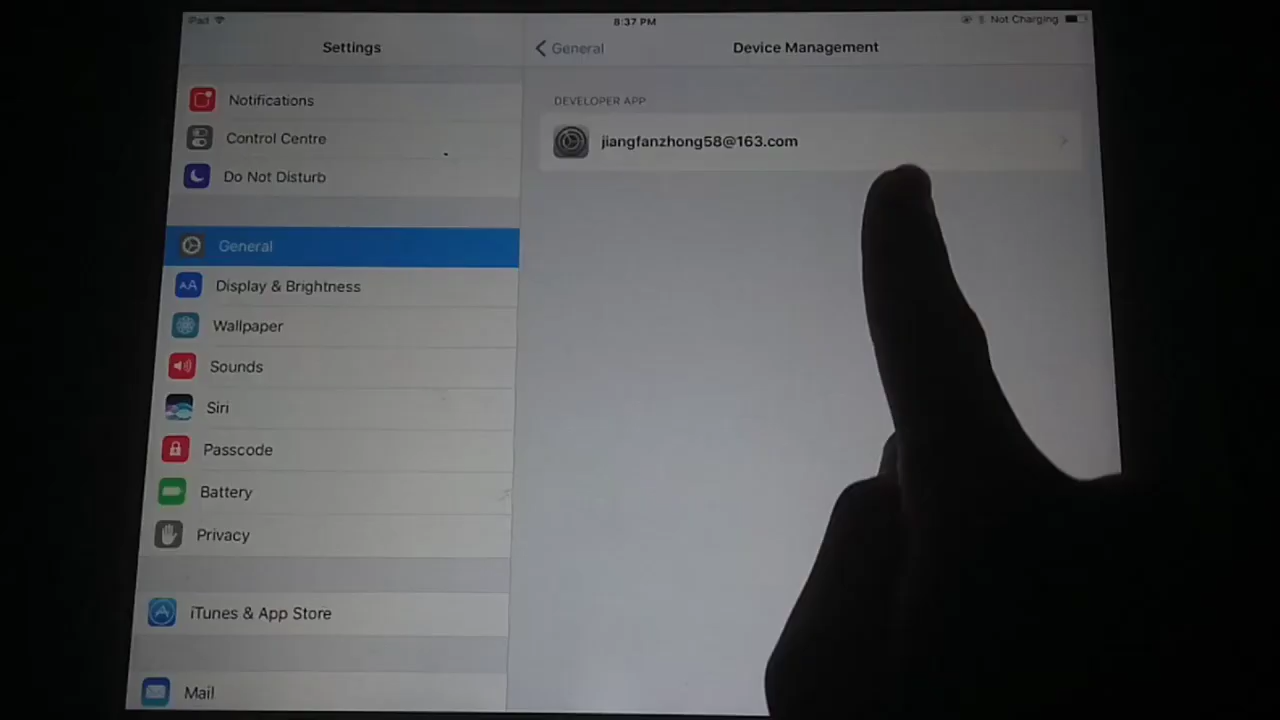 iPad
8:37 PM
Not Charging
Settings
General
Device Management
Notifications
Control Centre
Do Not Disturb
General
Display & Brightness
Wallpaper
Sounds
Siri
Passcode
Battery
Privacy
iTunes & App Store
Mail
DEVELOPER APP
jiangfanzhong58@163.com